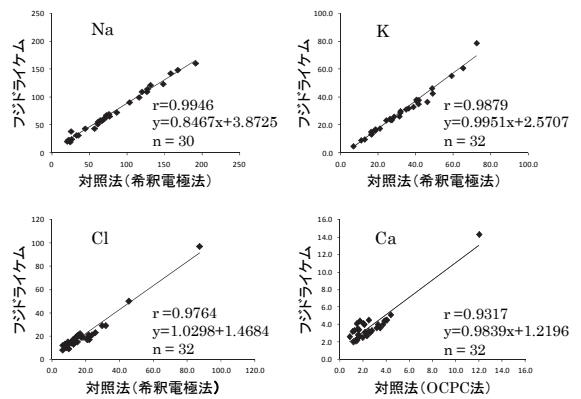 250
200
150
100
50
0
0 50 100 150 200 250
Na
r=0.9946
y=0.8467x+3.8725
n = 30
フジドライケム
対照法(希釈電極法)
100.0
80.0
60.0
40.0
20.0
0.0
0.0 20.0 40.0 60.0 80.0 100.0
K
r=0.9879
y=0.9951x+2.5707
n = 32
フジドライケム
対照法(希釈電極法)
120
100
80
60
40
20
0
0.0 20.0 40.0 60.0 80.0 100.0 120.0
Cl
r=0.9764
y=1.0298+1.4684
n = 32
フジドライケム
対照法(希釈電極法)
16.0
14.0
12.0
10.0
8.0
6.0
4.0
2.0
0.0
0.0 2.0 4.0 6.0 8.0 10.0 12.0 14.0 16.0
Ca
r=0.9317
y=0.9839x+1.2196
n = 32
フジドライケム
対照法(OCPC法)